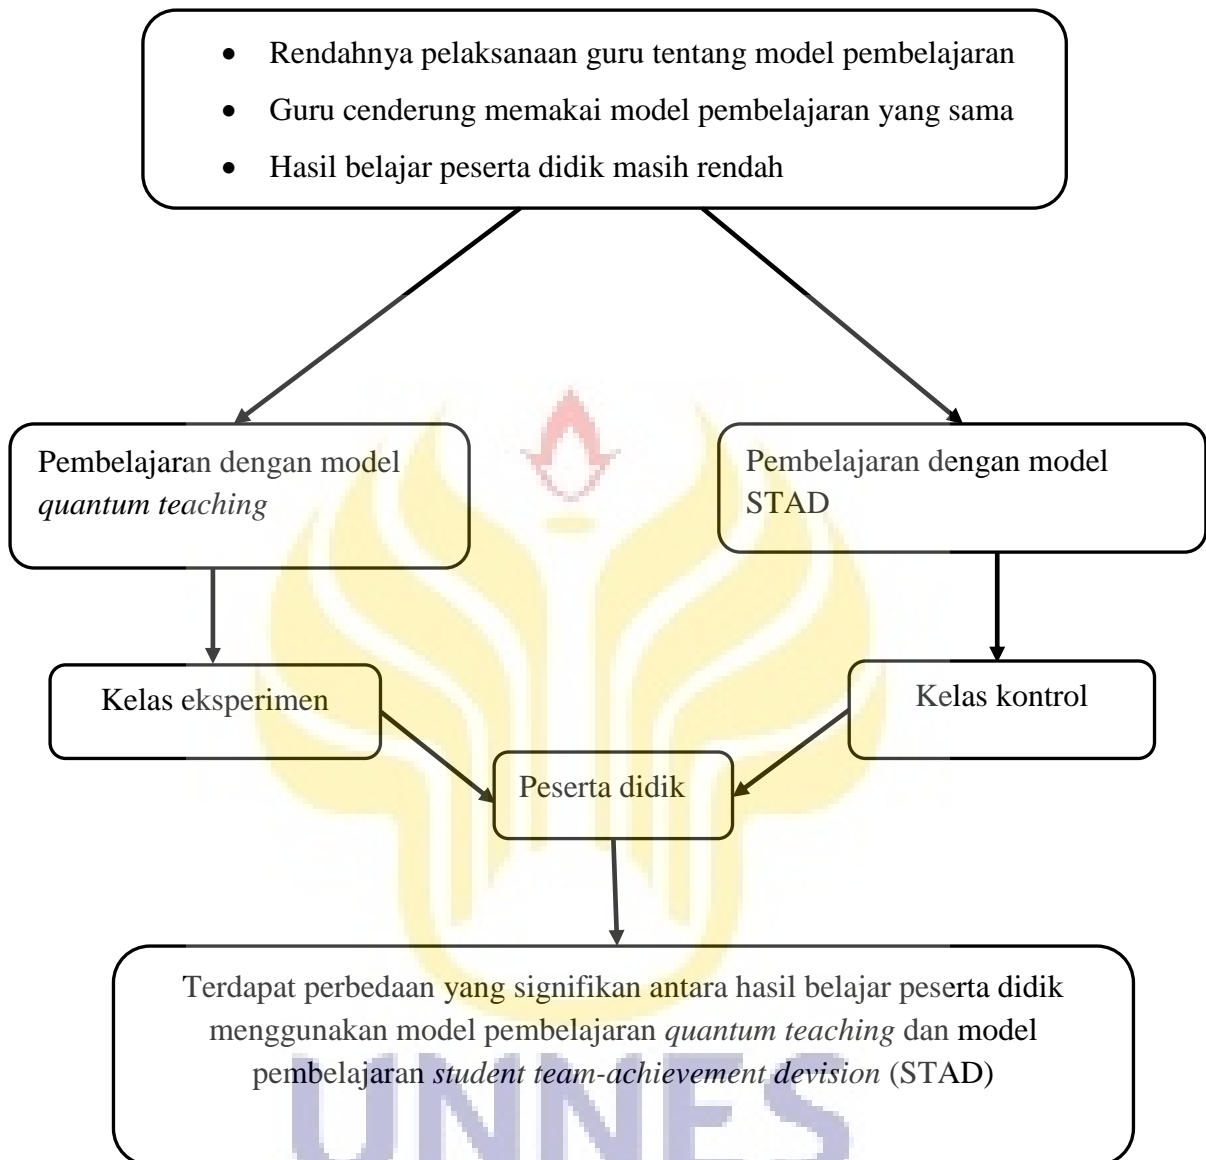 • Rendahnya pelaksanaan guru tentang model pembelajaran
• Guru cenderung memakai model pembelajaran yang sama
• Hasil belajar peserta didik masih rendah
Pembelajaran dengan model
quantum teaching
Pembelajaran dengan model
STAD
Kelas eksperimen
Kelas kontrol
Peserta didik
Terdapat perbedaan yang signifikan antara hasil belajar peserta didik
menggunakan model pembelajaran quantum teaching dan model
pembelajaran student team-achievement devision (STAD)
UNNES